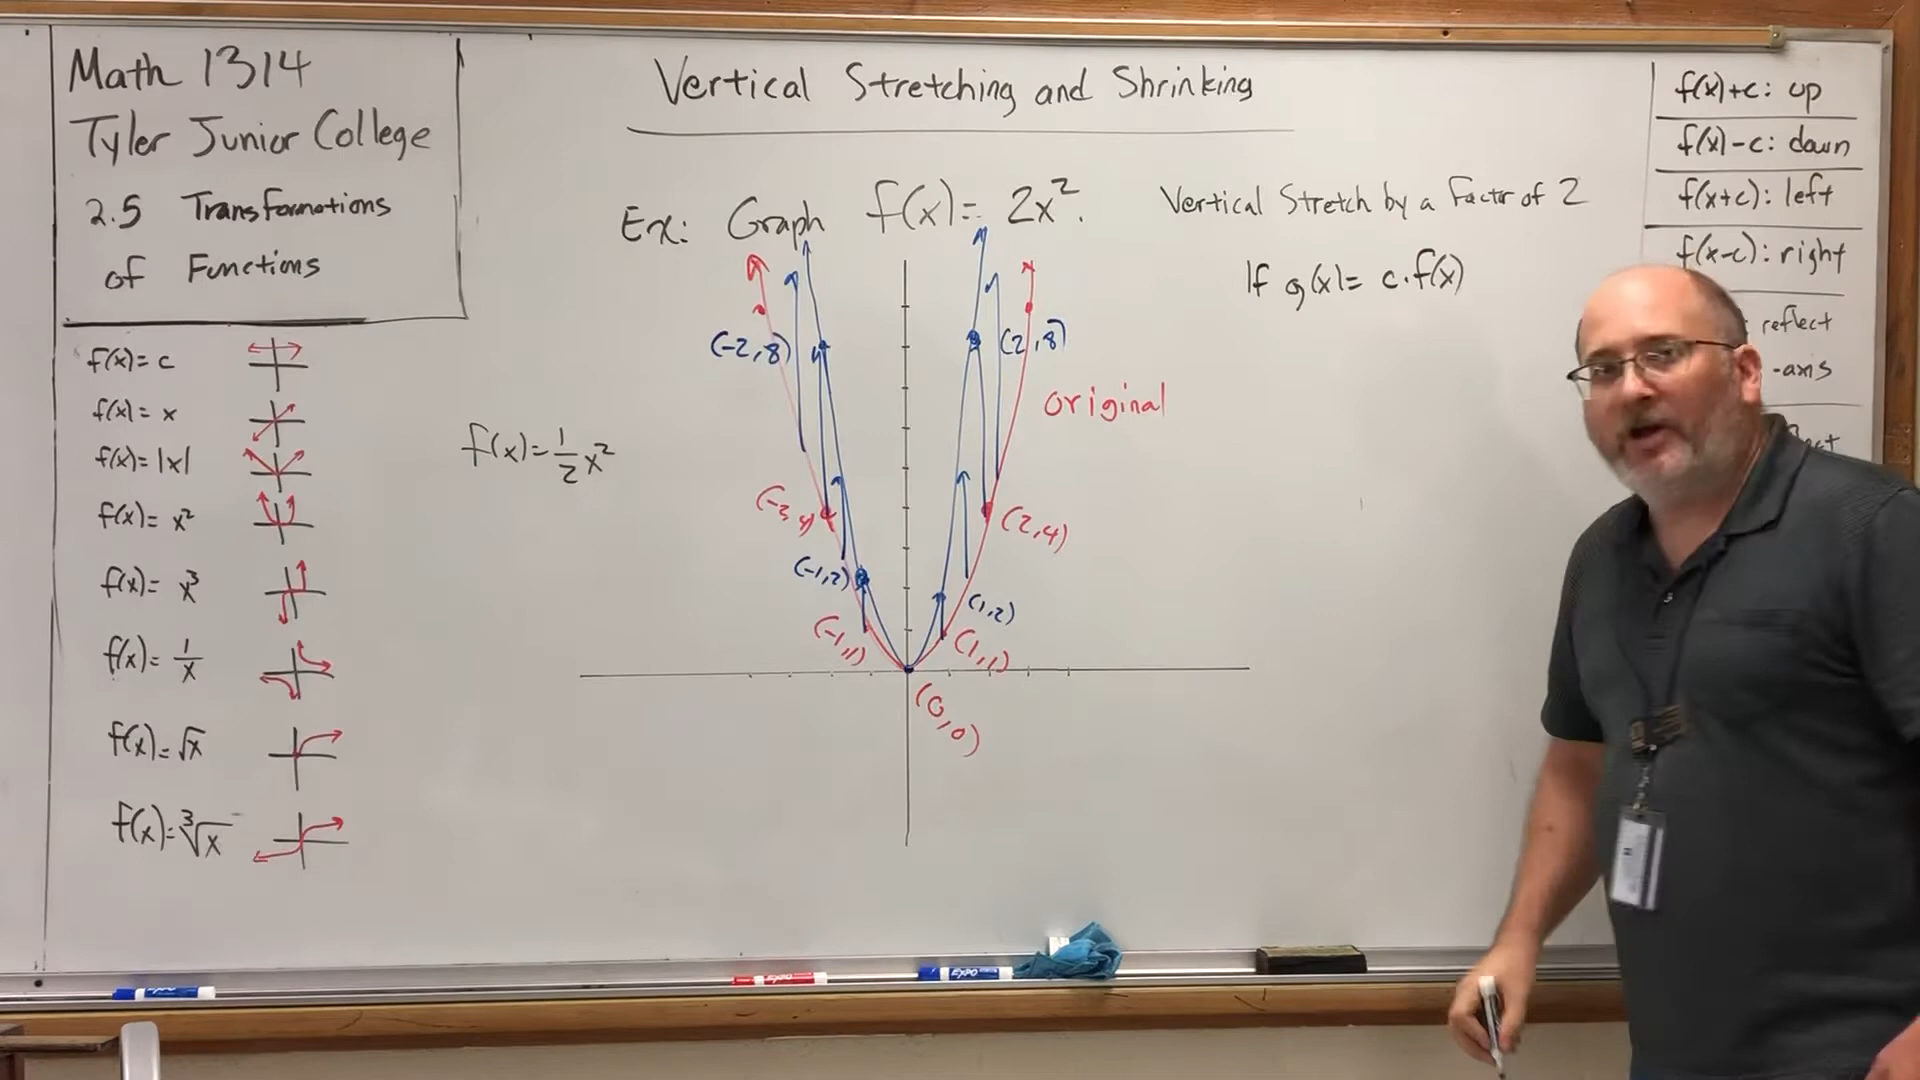 Math 1314
Tyler Junior College
2.5 Transformations
of Functions
f(x)= c
f(x)= x
f(x)= |x|
f(x)= x²
f(x)= x³
f(x)= 1/x
f(x)=√x
f(x)=³√x
Vertical Stretching and Shrinking
Ex: Graph f(x)= 2x².
Vertical Stretch by a Factor of 2
If g(x)= c.f(x)
f(x)=1/2 x²
(-2,8)
(2,8)
original
(2,4)
(-1,2)
(1,2)
(-1,1)
(1,1)
(0,0)
f(x)+c: up
f(x)-c: down
f(x+c): left
f(x-c): right
reflect
-axis
EXPO
EXPO